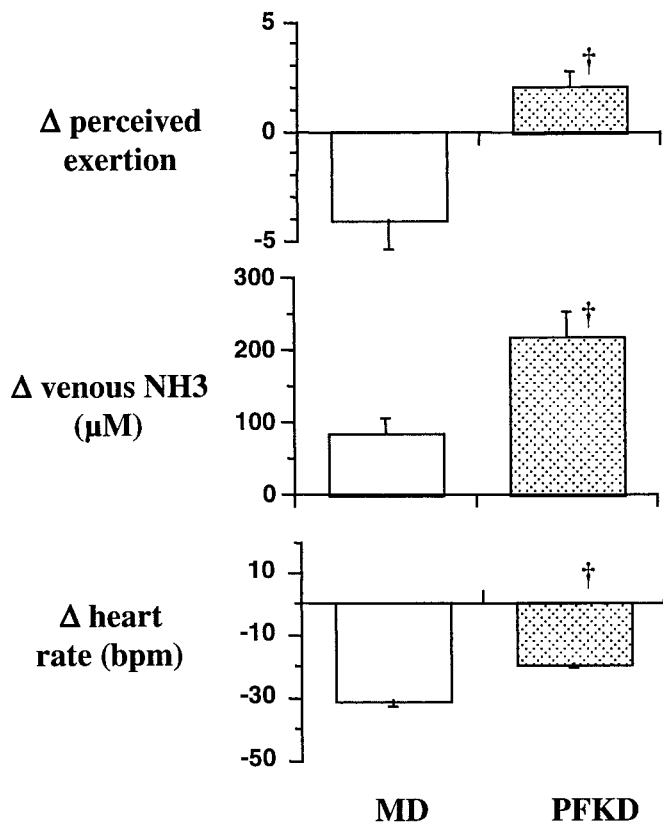 5
†
Δ perceived
exertion
0
-5
300
†
200
Δ venous NH3
(µM)
100
0
10
†
Δ heart
rate (bpm)
-10
-30
-50
MD PFKD